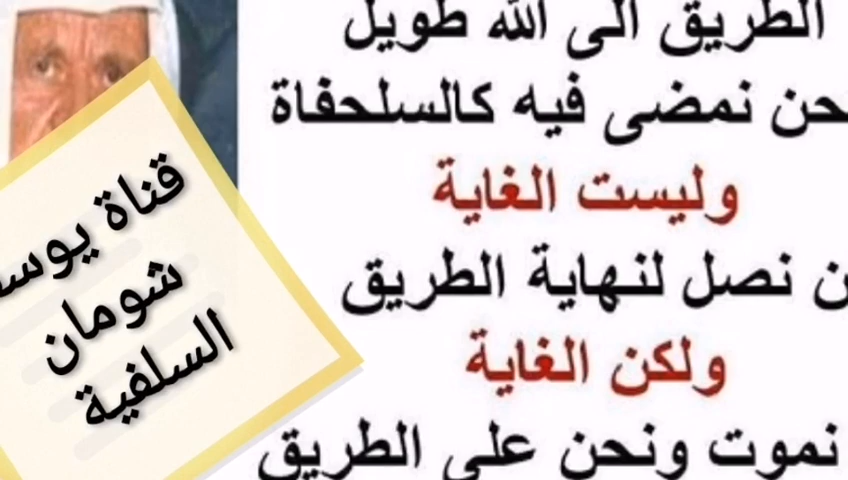 الطريق الى الله طويل
حن نمضى فيه كالسلحفاة
وليست الغاية
ن نصل لنهاية الطريق
ولكن الغاية
نموت ونحن على الطريق
قناة يوسـ
شومان
السلفية